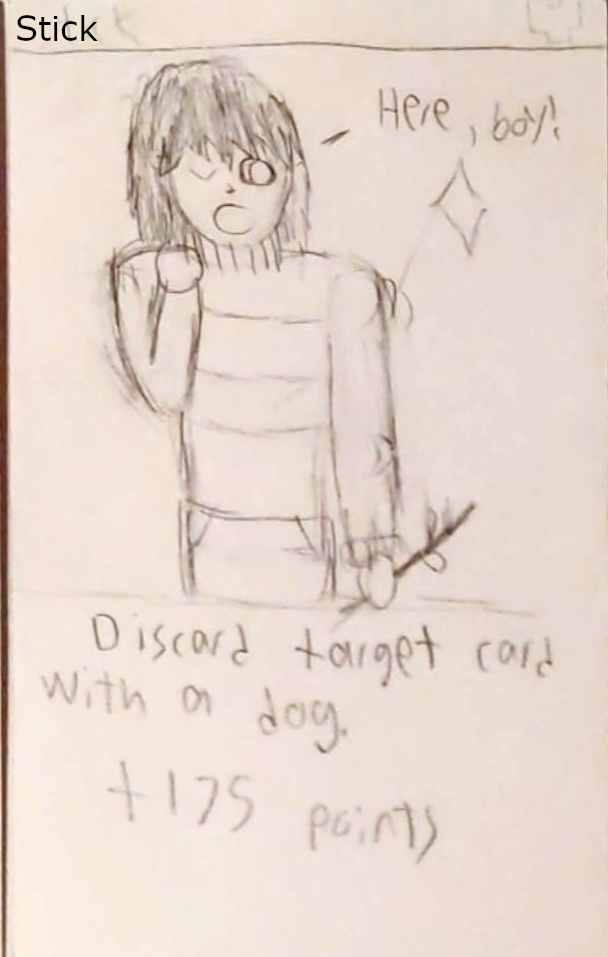 Stick
Here, boy!
Discard target card
with a dog.
+175 points